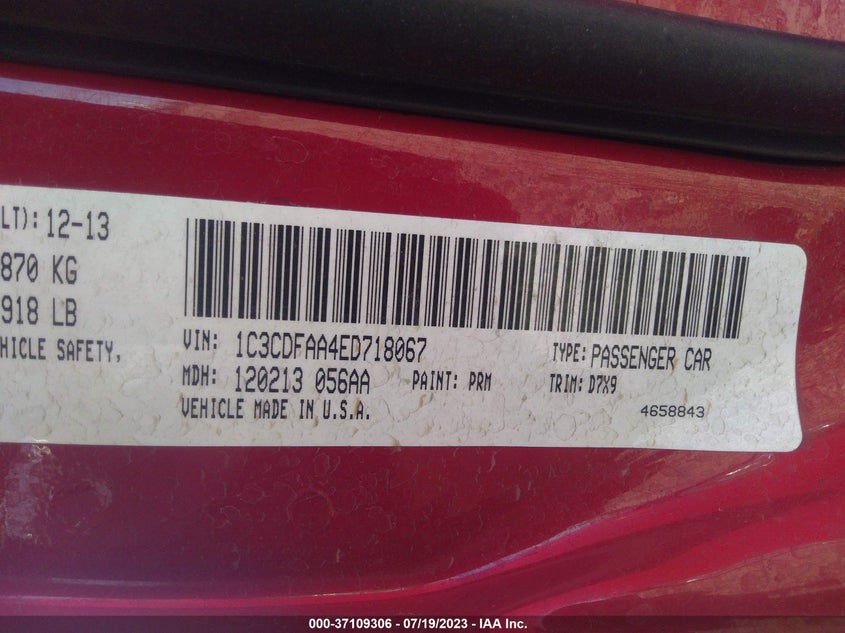 LT): 12-13
870 KG
918 LB
HICLE SAFETY,
VIN: 1C3CDFAA4ED718067 TYPE: PASSENGER CAR
MDH: 120213 056AA PAINT: PRM TRIM: D7X9
VEHICLE MADE IN U.S.A. 4658843
000-37109306 - 07/19/2023 - IAA Inc.